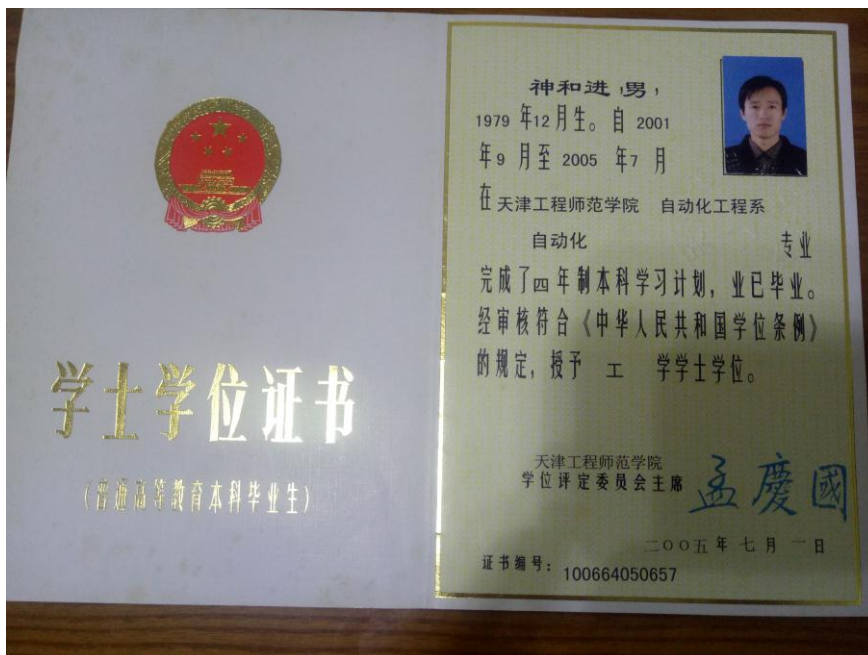 学士学位证书
(普通高等教育本科毕业生)
神和进,男,
1979 年12月生。自 2001
年9 月至 2005 年7 月
在天津工程师范学院 自动化工程系
自动化 专业
完成了四年制本科学习计划，业已毕业。
经审核符合《中华人民共和国学位条例》
的规定，授予 工 学学士学位。
天津工程师范学院
学位评定委员会主席 孟慶國
二〇〇五年七月一日
证书编号：100664050657